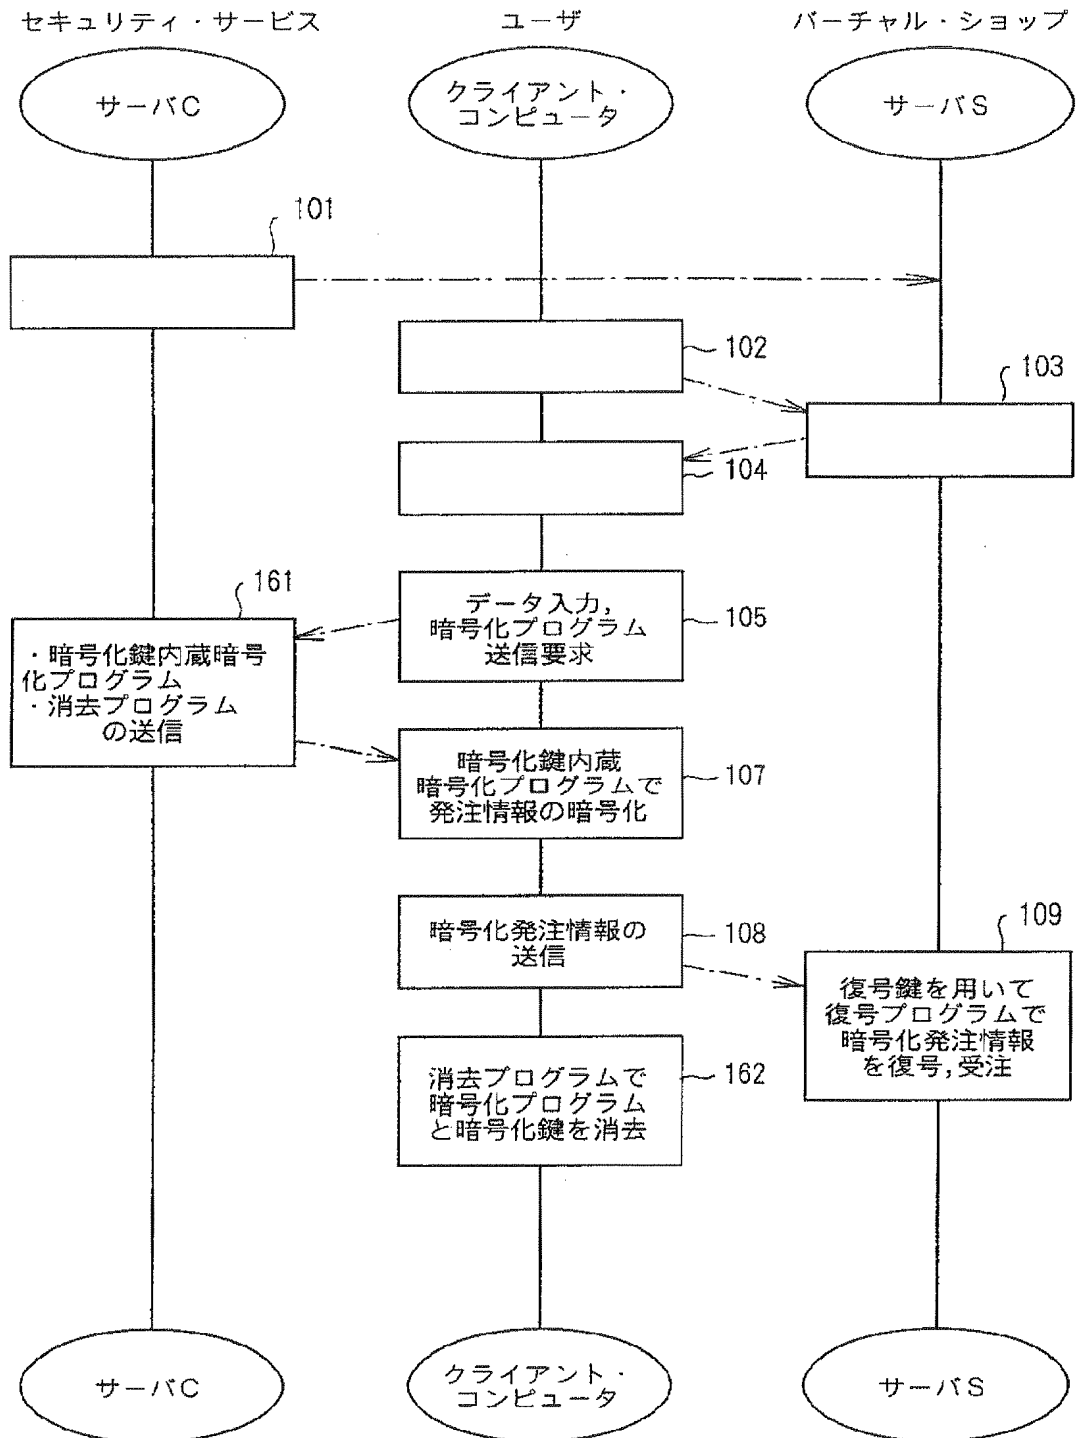 セキュリティ・サービス
ユーザ
バーチャル・ショップ
サーバC
クライアント・
コンピュータ
サーバS
101
102
103
104
161
・暗号化鍵内蔵暗号
化プログラム
・消去プログラム
の送信
データ入力,
暗号化プログラム
送信要求
105
暗号化鍵内蔵
暗号化プログラムで
発注情報の暗号化
107
暗号化発注情報の
送信
108
109
復号鍵を用いて
復号プログラムで
暗号化発注情報
を復号,受注
消去プログラムで
暗号化プログラム
と暗号化鍵を消去
162
サーバC
クライアント・
コンピュータ
サーバS